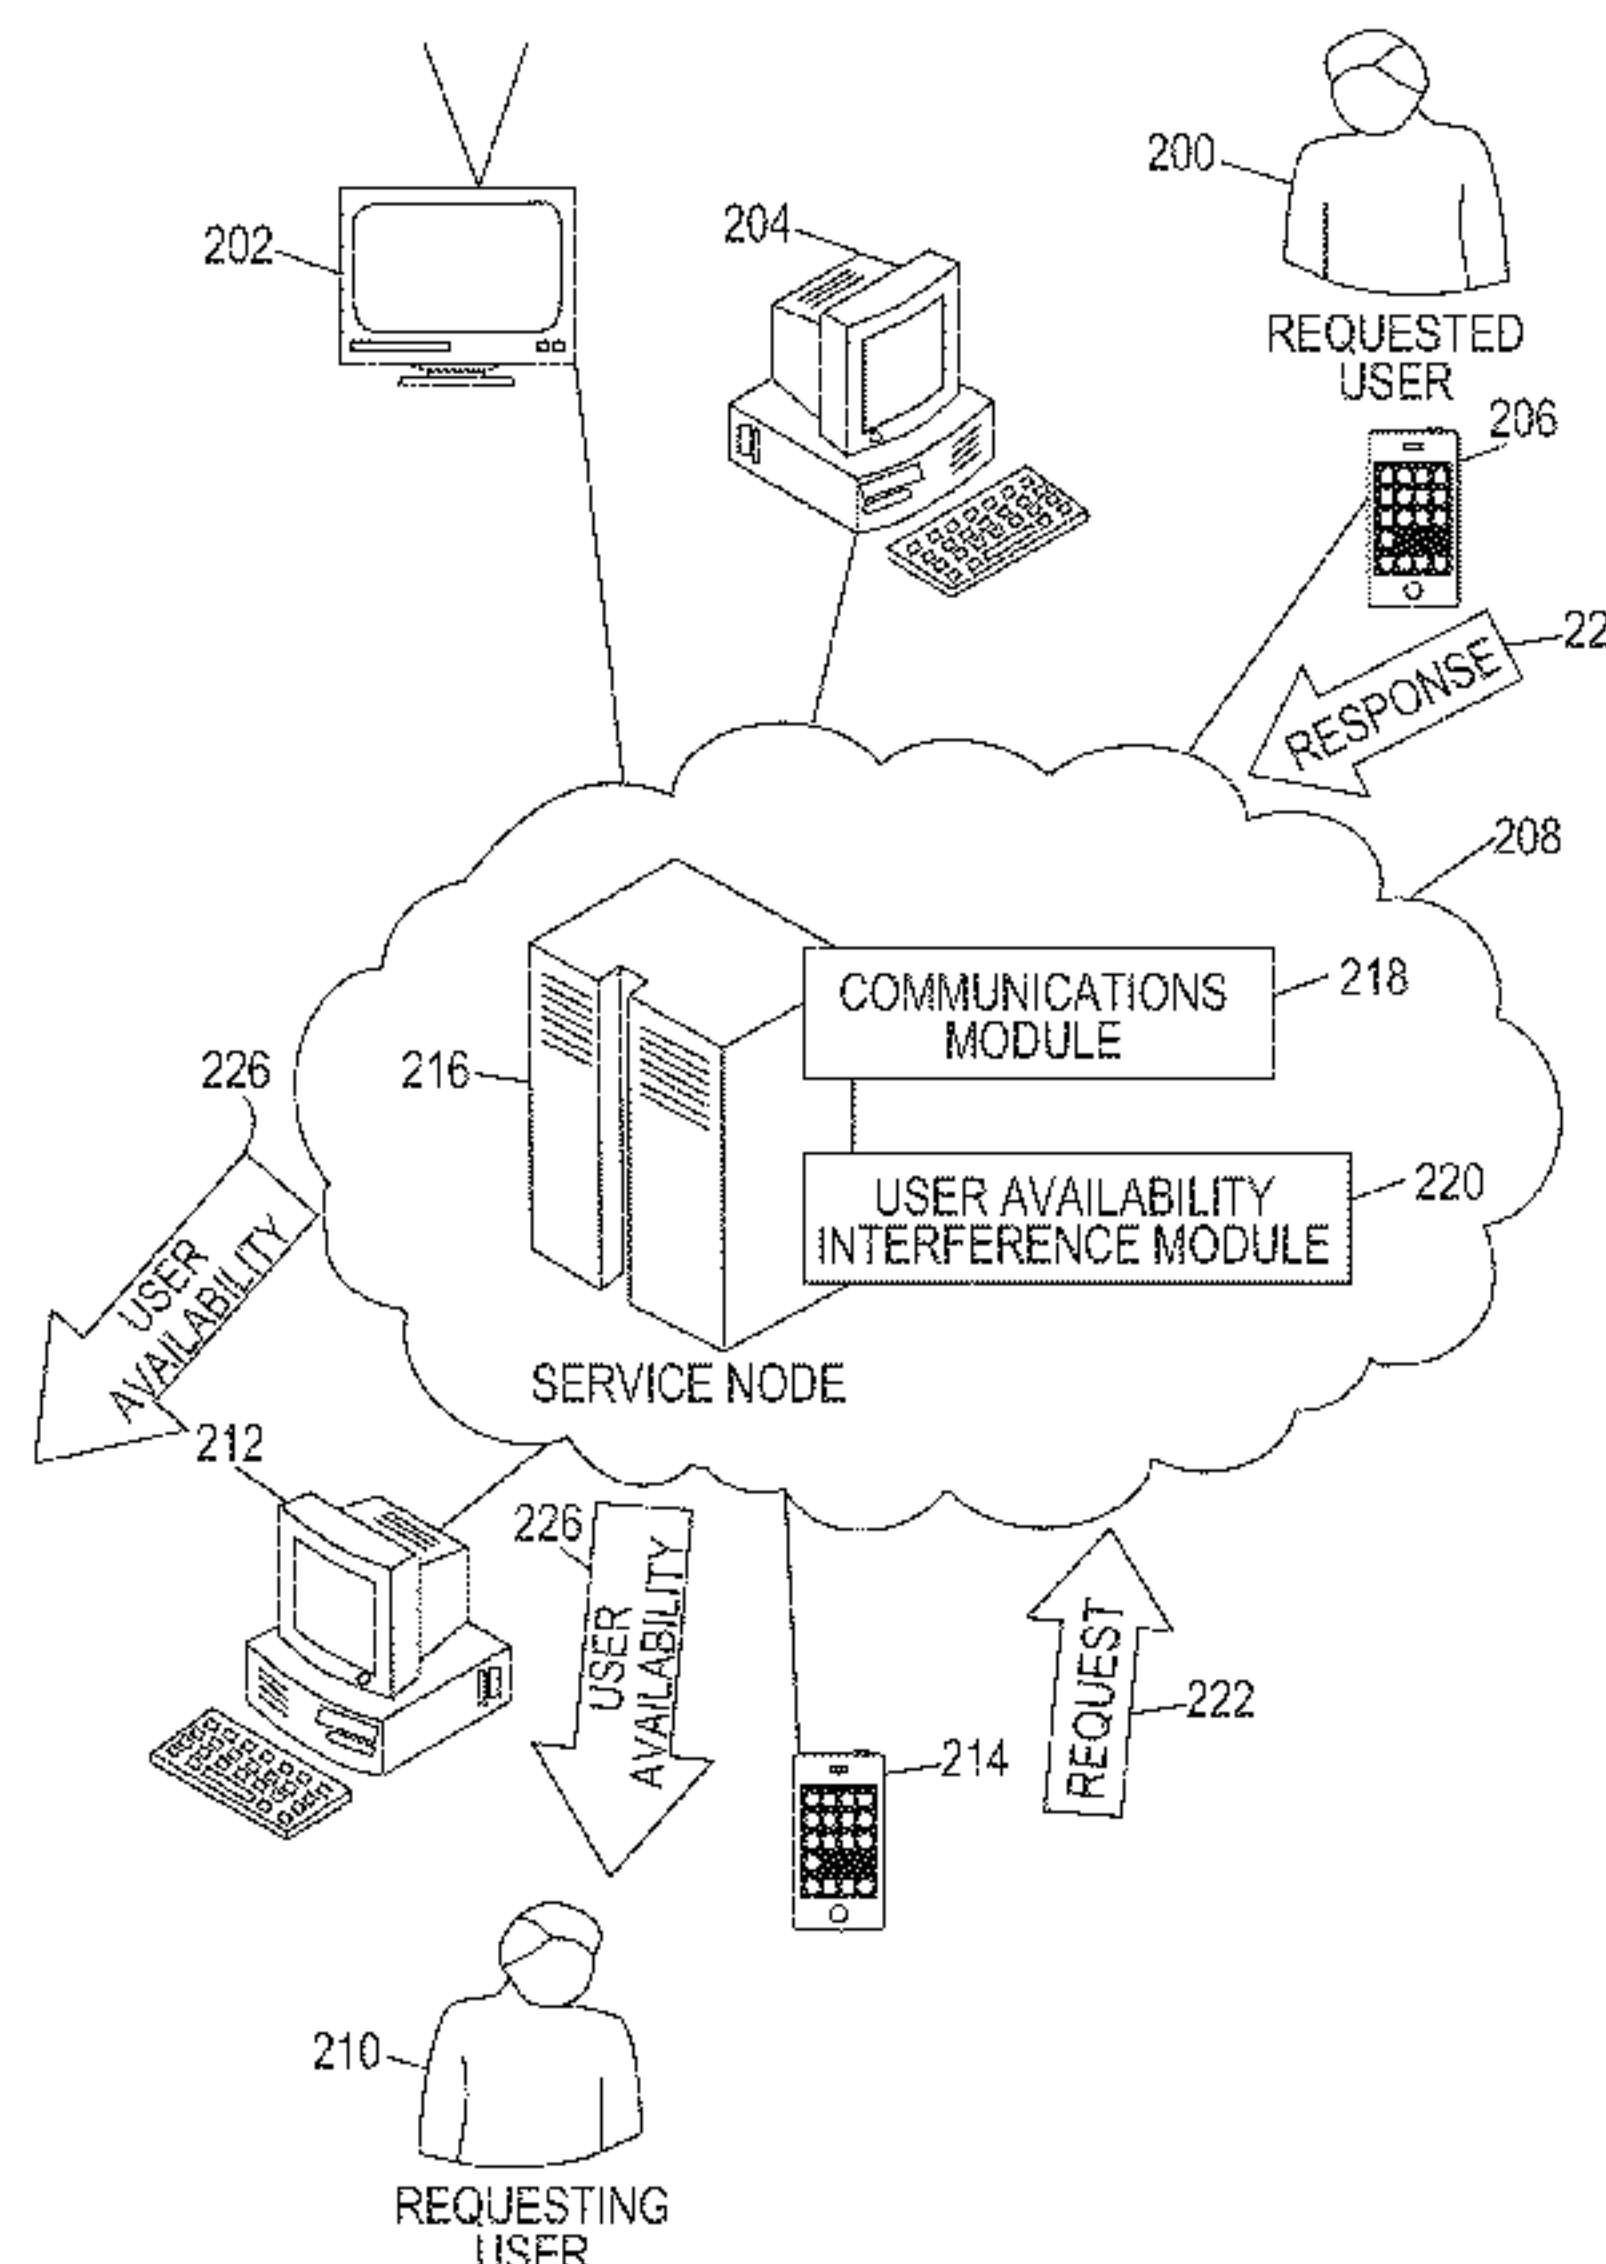 200
202
204
REQUESTED
USER
206
22
RESPONSE
208
COMMUNICATIONS
MODULE
218
216
226
USER AVAILABILITY
INTERFERENCE MODULE
220
USER
AVAILABILITY
SERVICE NODE
212
226
USER
AVAILABILITY
REQUEST
222
214
210
REQUESTING
USER